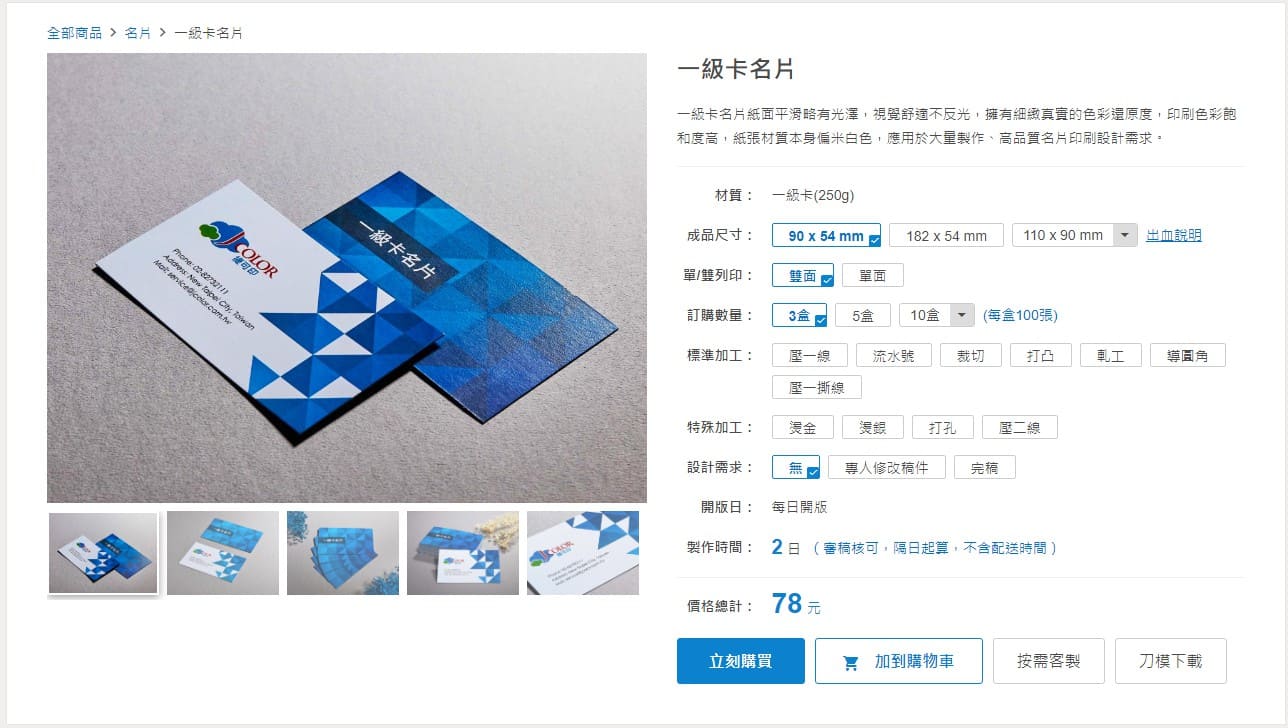 全部商品 > 名片 > 一級卡名片
一級卡名片
COLOR
健可印
Phone: 02-82732111
Address: New Taipei City, Taiwan
Mail: service@icolor.com.tw
一級卡名片
一級卡名片紙面平滑略有光澤，視覺舒適不反光，擁有細緻真實的色彩還原度，印刷色彩飽
和度高，紙張材質本身偏米白色，應用於大量製作、高品質名片印刷設計需求。
材質： 一級卡(250g)
成品尺寸： 90 x 54 mm 182 x 54 mm 110 x 90 mm 出血說明
單/雙列印： 雙面 單面
訂購數量： 3盒 5盒 10盒 (每盒100張)
標準加工： 壓一線 流水號 裁切 打凸 軋工 導圓角
壓一撕線
特殊加工： 燙金 燙銀 打孔 壓二線
設計需求： 無 專人修改稿件 完稿
開版日： 每日開版
製作時間： 2 日 （ 審稿核可，隔日起算，不含配送時間 ）
價格總計： 78 元
立刻購買 加到購物車 按需客製 刀模下載